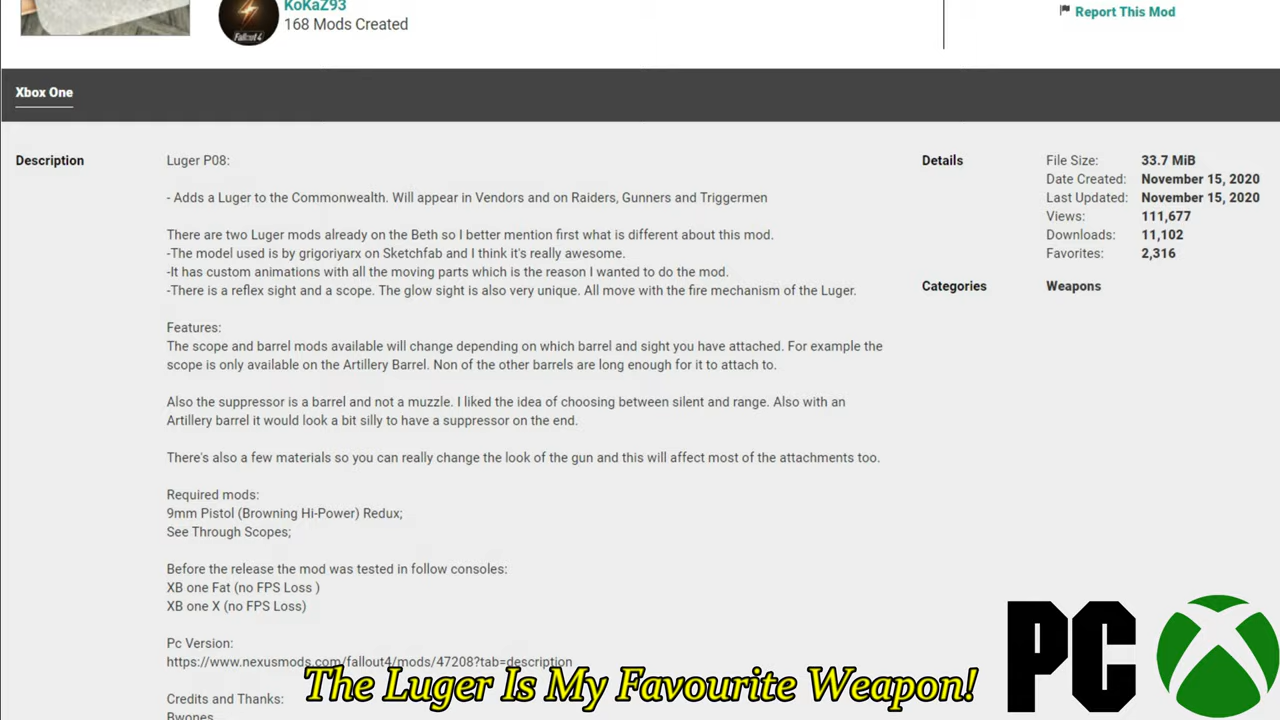 KoKaZ93
168 Mods Created
Fallout 4
Report This Mod
Xbox One
Description
Luger P08:
- Adds a Luger to the Commonwealth. Will appear in Vendors and on Raiders, Gunners and Triggermen
There are two Luger mods already on the Beth so I better mention first what is different about this mod.
-The model used is by grigoriyarx on Sketchfab and I think it's really awesome.
-It has custom animations with all the moving parts which is the reason I wanted to do the mod.
-There is a reflex sight and a scope. The glow sight is also very unique. All move with the fire mechanism of the Luger.
Features:
The scope and barrel mods available will change depending on which barrel and sight you have attached. For example the
scope is only available on the Artillery Barrel. Non of the other barrels are long enough for it to attach to.
Also the suppressor is a barrel and not a muzzle. I liked the idea of choosing between silent and range. Also with an
Artillery barrel it would look a bit silly to have a suppressor on the end.
There's also a few materials so you can really change the look of the gun and this will affect most of the attachments too.
Required mods:
9mm Pistol (Browning Hi-Power) Redux;
See Through Scopes;
Before the release the mod was tested in follow consoles:
XB one Fat (no FPS Loss )
XB one X (no FPS Loss)
Pc Version:
https://www.nexusmods.com/fallout4/mods/47208?tab=description
Credits and Thanks:
Bwones
Details
File Size: 33.7 MiB
Date Created: November 15, 2020
Last Updated: November 15, 2020
Views: 111,677
Downloads: 11,102
Favorites: 2,316
Categories
Weapons
PC
The Luger Is My Favourite Weapon!